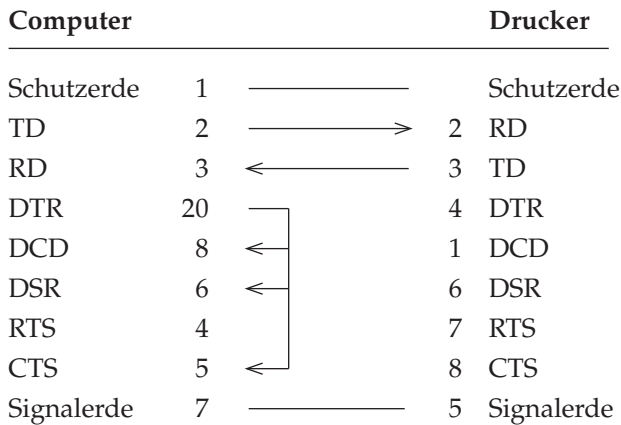 Computer Drucker
Schutzerde 1 Schutzerde
TD 2 2 RD
RD 3 3 TD
DTR 20 4 DTR
DCD 8 1 DCD
DSR 6 6 DSR
RTS 4 7 RTS
CTS 5 8 CTS
Signalerde 7 5 Signalerde